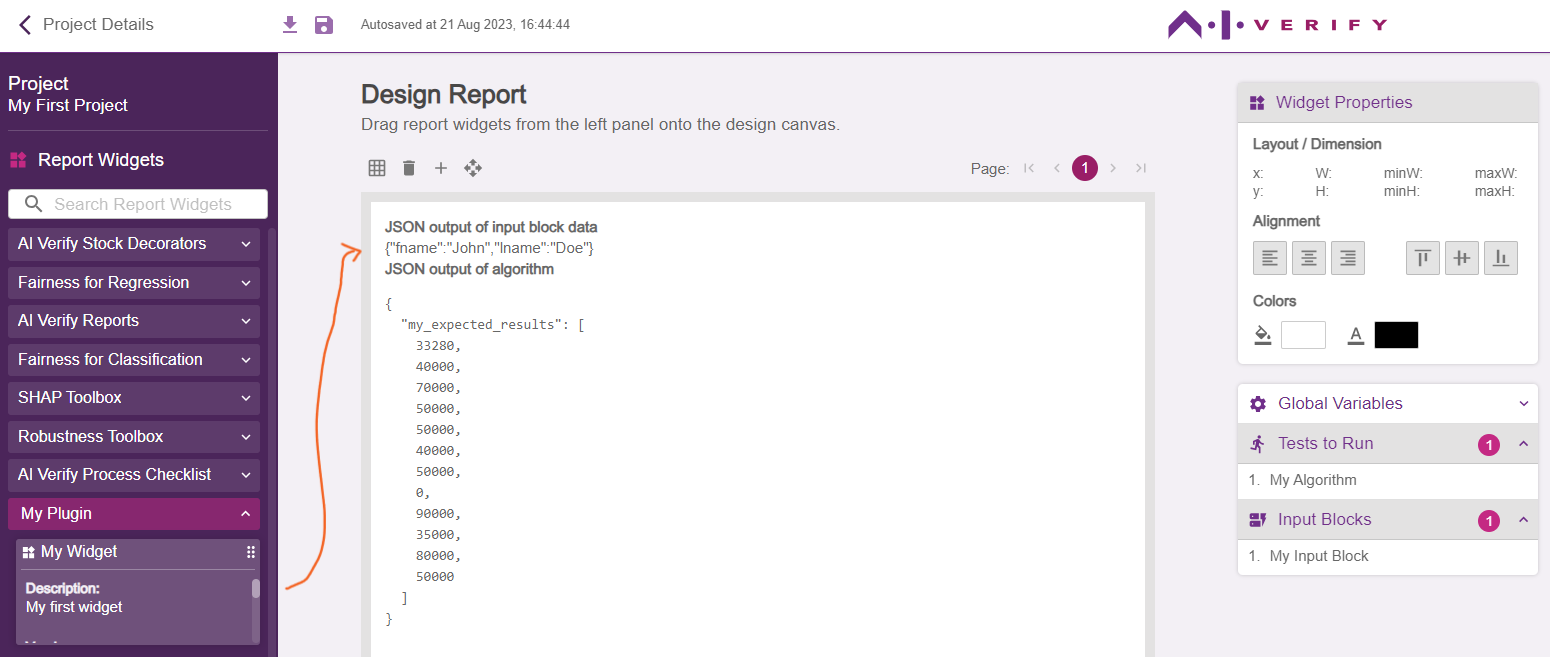 Project Details
Autosaved at 21 Aug 2023, 16:44:44
VERIFY
Project
My First Project
Report Widgets
Search Report Widgets
AI Verify Stock Decorators
Fairness for Regression
AI Verify Reports
Fairness for Classification
SHAP Toolbox
Robustness Toolbox
AI Verify Process Checklist
My Plugin
My Widget
Description:
My first widget
Design Report
Drag report widgets from the left panel onto the design canvas.
Page: 1
JSON output of input block data
{"fname":"John","lname":"Doe"}
JSON output of algorithm
{
"my_expected_results": [
33280,
40000,
70000,
50000,
50000,
40000,
50000,
0,
90000,
35000,
80000,
50000
]
}
Widget Properties
Layout / Dimension
x: W: minW: maxW:
y: H: minH: maxH:
Alignment
Colors
A
Global Variables
Tests to Run 1
1. My Algorithm
Input Blocks 1
1. My Input Block